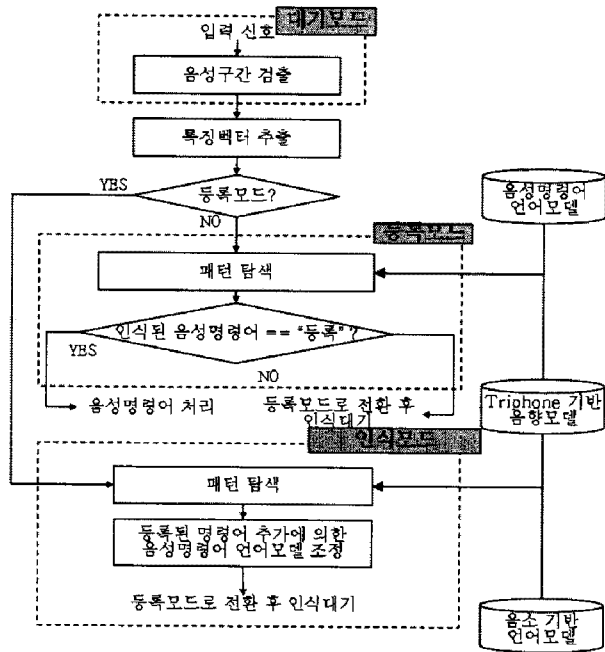 대기모드
입력 신호
음성구간 검출
특징벡터 추출
YES
등록모드?
NO
음성명령어
언어모델
등록모드
패턴 탐색
인식된 음성명령어 == "등록"?
YES
NO
음성명령어 처리
등록모드로 전환 후
인식대기
Triphone 기반
음향모델
인식모드
패턴 탐색
등록된 명령어 추가에 의한
음성명령어 언어모델 조정
등록모드로 전환 후 인식대기
음소 기반
언어모델